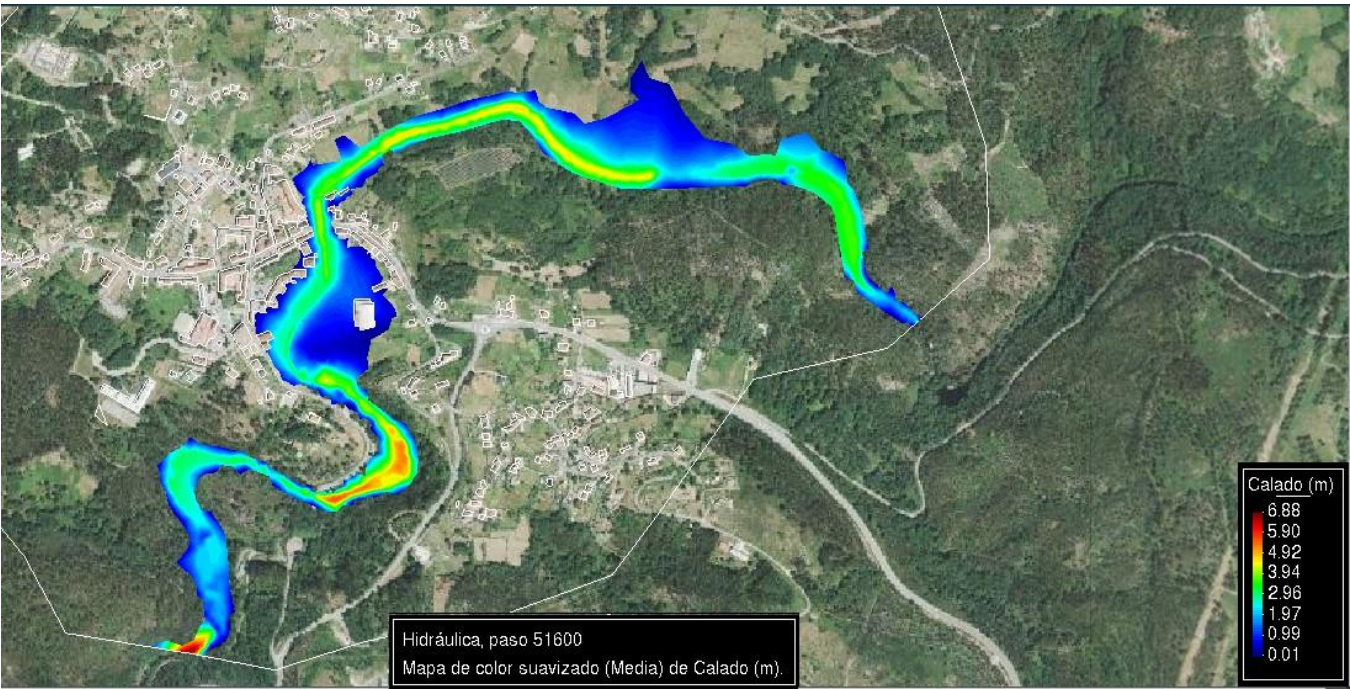 Calado (m)
6.88
5.90
4.92
3.94
2.96
1.97
0.99
0.01
Hidráulica, paso 51600
Mapa de color suavizado (Media) de Calado (m).